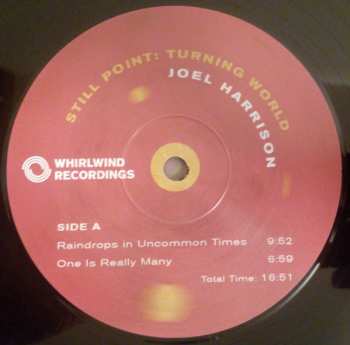 STILL POINT: TURNING WORLD
JOEL HARRISON
WHIRLWIND
RECORDINGS
SIDE A
Raindrops in Uncommon Times 9:52
One Is Really Many 6:59
Total Time: 16:51